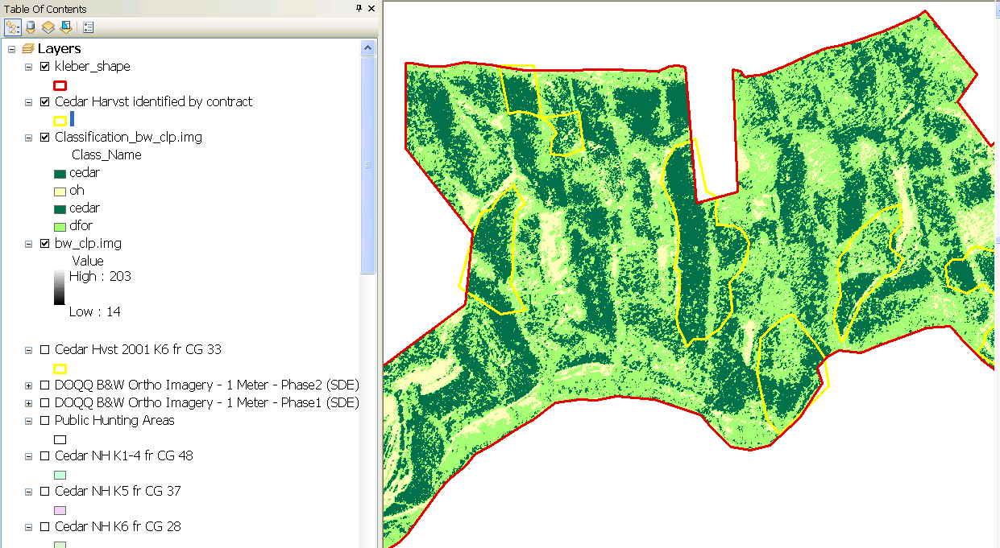 Table Of Contents
Layers
kleber_shape
Cedar Harvst identified by contract
Classification_bw_clp.img
Class_Name
cedar
oh
cedar
dfor
bw_clp.img
Value
High : 203
Low : 14
Cedar Hvst 2001 K6 fr CG 33
DOQQ B&W Ortho Imagery - 1 Meter - Phase2 (SDE)
DOQQ B&W Ortho Imagery - 1 Meter - Phase1 (SDE)
Public Hunting Areas
Cedar NH K1-4 fr CG 48
Cedar NH K5 fr CG 37
Cedar NH K6 fr CG 28